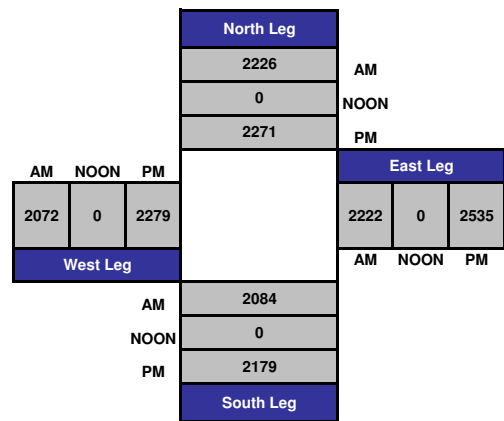 North Leg
2226 AM
0 NOON
2271 PM
AM NOON PM
East Leg
2072 0 2279
2222 0 2535
West Leg
AM NOON PM
AM 2084
NOON 0
PM 2179
South Leg